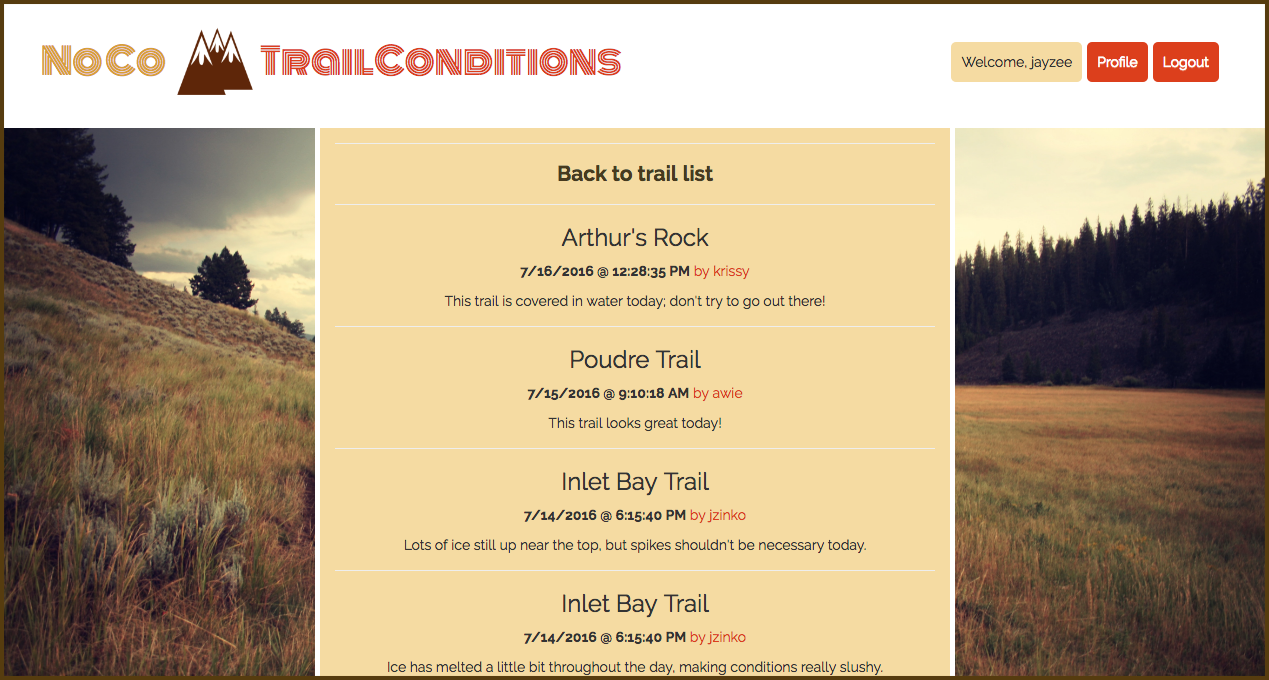 NoCo TrailConditions
Welcome, jayzee
Profile
Logout
Back to trail list
Arthur's Rock
7/16/2016 @ 12:28:35 PM by krissy
This trail is covered in water today; don't try to go out there!
Poudre Trail
7/15/2016 @ 9:10:18 AM by awie
This trail looks great today!
Inlet Bay Trail
7/14/2016 @ 6:15:40 PM by jzinko
Lots of ice still up near the top, but spikes shouldn't be necessary today.
Inlet Bay Trail
7/14/2016 @ 6:15:40 PM by jzinko
Ice has melted a little bit throughout the day, making conditions really slushy.